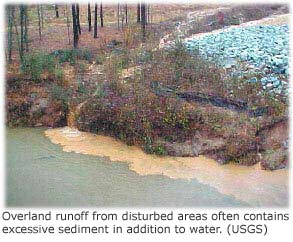 Overland runoff from disturbed areas often contains
excessive sediment in addition to water. (USGS)